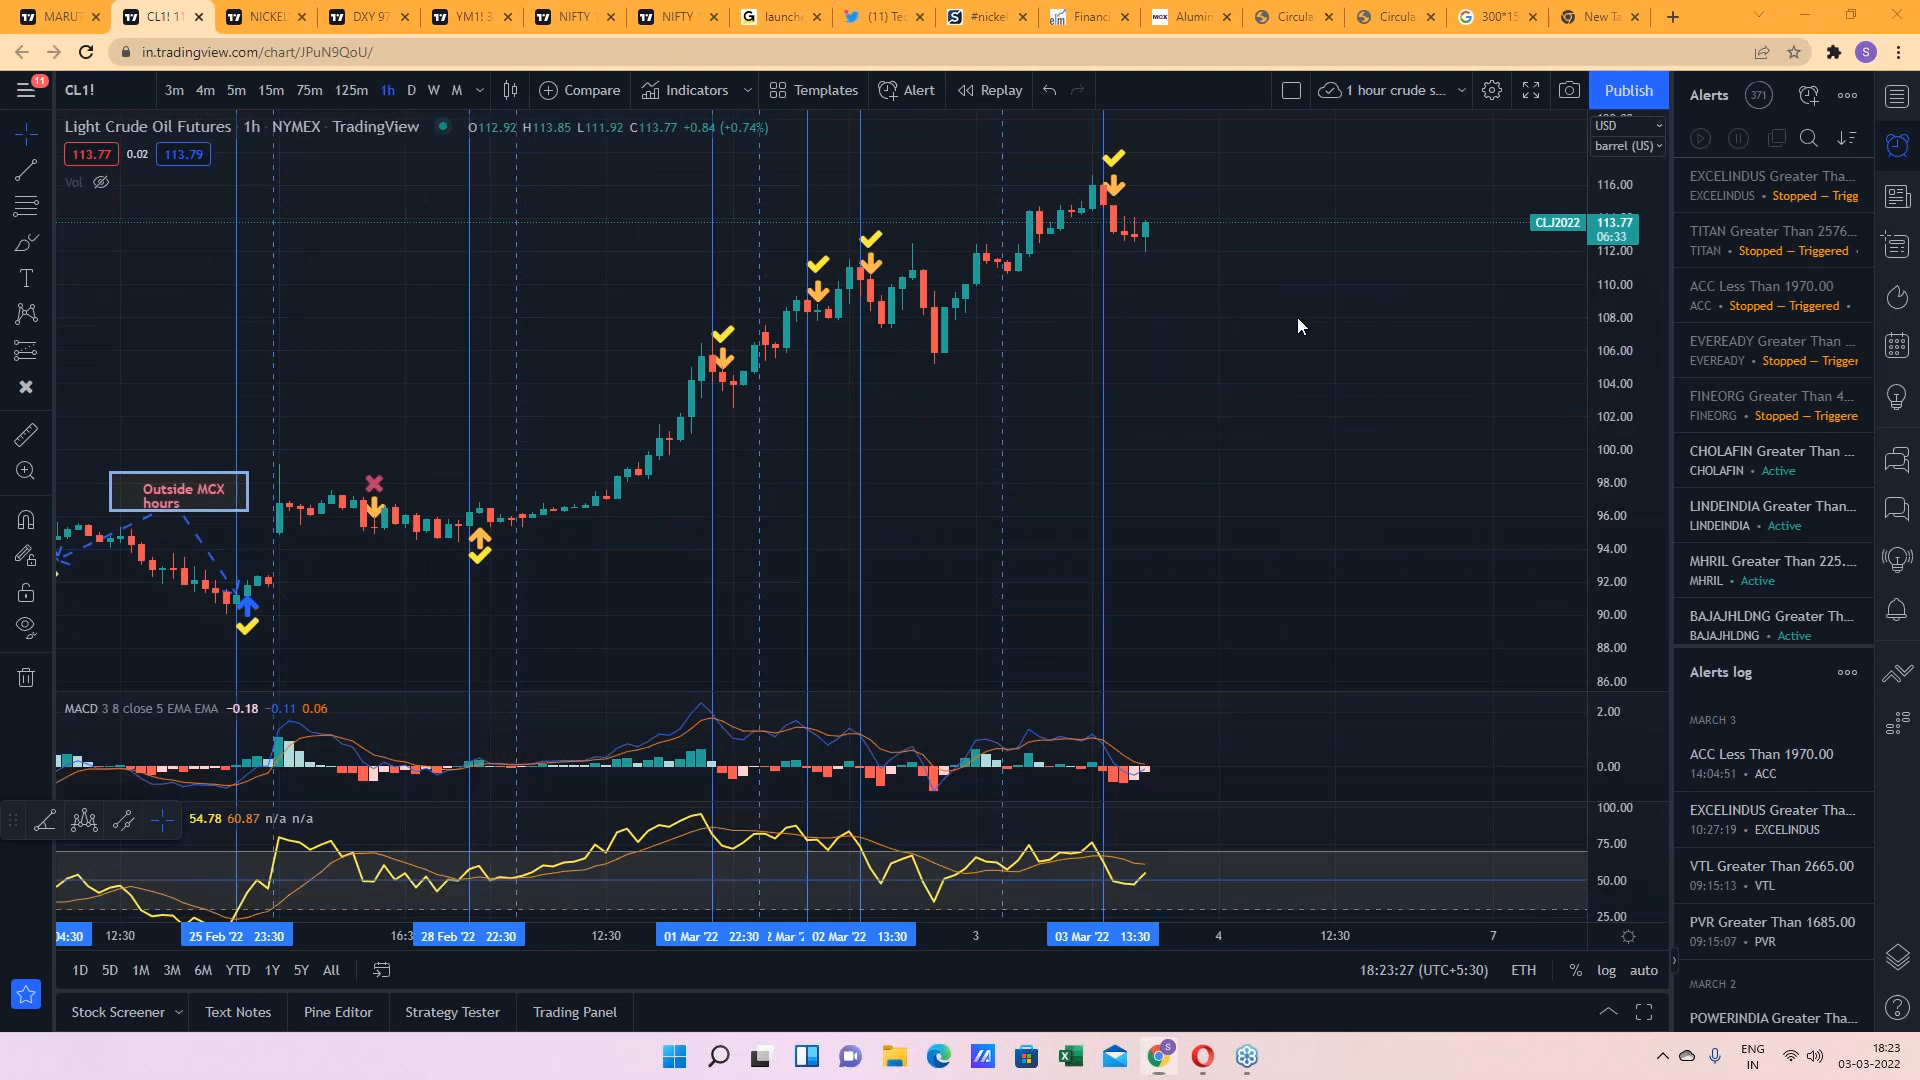 MARUT
CL1! 11
NICKEL
DXY 97
YM1! 3
NIFTY
NIFTY
launche
(11) Te
#nickel
Financi
Alumin
Circula
Circula
300*15
New Ta
in.tradingview.com/chart/JPuN9QoU/
S
11
CL1!
3m 4m 5m 15m 75m 125m 1h D W M
Compare
Indicators
Templates
Alert
Replay
1 hour crude s...
Publish
Light Crude Oil Futures · 1h · NYMEX · TradingView
O112.92 H113.85 L111.92 C113.77 +0.84 (+0.74%)
113.77 0.02 113.79
Vol
USD
barrel (US)
116.00
CLJ2022 113.77
06:33
112.00
110.00
108.00
106.00
104.00
102.00
100.00
98.00
96.00
94.00
92.00
90.00
88.00
86.00
Outside MCX
hours
MACD 3 8 close 5 EMA EMA −0.18 −0.11 0.06
2.00
0.00
54.78 60.87 n/a n/a
100.00
75.00
50.00
25.00
04:30
12:30
25 Feb '22 23:30
16:3
28 Feb '22 22:30
12:30
01 Mar '22 22:30
2 Mar '2
02 Mar '22 13:30
3
03 Mar '22 13:30
4
12:30
7
1D 5D 1M 3M 6M YTD 1Y 5Y All
18:23:27 (UTC+5:30)
ETH
% log auto
Stock Screener
Text Notes
Pine Editor
Strategy Tester
Trading Panel
Alerts 371
EXCELINDUS Greater Tha...
EXCELINDUS • Stopped — Trigg
TITAN Greater Than 2576...
TITAN • Stopped — Triggered •
ACC Less Than 1970.00
ACC • Stopped — Triggered •
EVEREADY Greater Than ...
EVEREADY • Stopped — Trigger
FINEORG Greater Than 4...
FINEORG • Stopped — Triggere
CHOLAFIN Greater Than ...
CHOLAFIN • Active
LINDEINDIA Greater Than...
LINDEINDIA • Active
MHRIL Greater Than 225....
MHRIL • Active
BAJAJHLDNG Greater Th...
BAJAJHLDNG • Active
Alerts log
MARCH 3
ACC Less Than 1970.00
14:04:51 • ACC
EXCELINDUS Greater Tha...
10:27:19 • EXCELINDUS
VTL Greater Than 2665.00
09:15:13 • VTL
PVR Greater Than 1685.00
09:15:07 • PVR
MARCH 2
POWERINDIA Greater Tha...
ENG
IN
18:23
03-03-2022